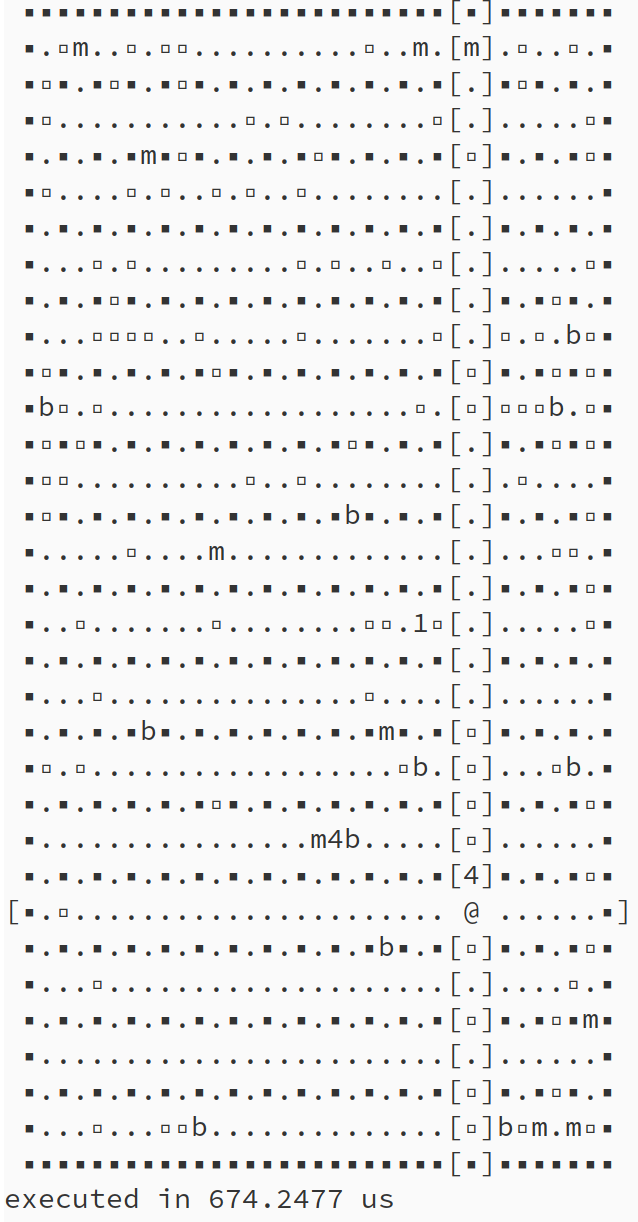 ▪▪▪▪▪▪▪▪▪▪▪▪▪▪▪▪▪▪▪▪▪▪▪▪▪[▪]▪▪▪▪▪▪▪
▪.▫m..▫.▫▫..........▫..m.[m].▫..▫.▪
▪▫▪.▪▫▪.▪▫▪.▪.▪.▪.▪.▪.▪.▪[.]▪▫▪.▪.▪
▪▫...........▫.▫........▫[.].....▫▪
▪.▪.▪.▪m▪▫▪.▪.▪.▪▫▪.▪.▪.▪[▫]▪.▪.▪▫▪
▪▫....▫.▫..▫.▫..▫........[.]......▪
▪.▪.▪.▪.▪.▪.▪.▪.▪.▪.▪.▪.▪[.]▪.▪.▪.▪
▪...▫.▫.........▫.▫..▫..▫[.].....▫▪
▪.▪.▪▫▪.▪.▪.▪.▪.▪.▪.▪.▪.▪[.]▪.▪▫▪.▪
▪...▫▫▫▫..▫.....▫.......▫[.]▫.▫.b▫▪
▪▫▪.▪.▪.▪.▪▫▪.▪.▪.▪.▪.▪.▪[▫]▪.▪▫▪▫▪
▪b▫.▫..................▫.[▫]▫▫▫b.▫▪
▪▫▪▫▪.▪.▪.▪.▪.▪.▪.▪▫▪.▪.▪[.]▪.▪▫▪▫▪
▪▫▫..........▫..▫........[.].▫....▪
▪▫▪.▪.▪.▪.▪.▪.▪.▪.▪b▪.▪.▪[.]▪.▪.▪▫▪
▪.....▫....m.............[.]...▫▫.▪
▪.▪.▪.▪.▪.▪.▪.▪.▪.▪.▪.▪.▪[.]▪.▪.▪▫▪
▪..▫.......▫........▫▫.1▫[.].....▫▪
▪.▪.▪.▪.▪.▪.▪.▪.▪.▪.▪.▪.▪[.]▪.▪.▪.▪
▪...▫...............▫....[.]......▪
▪.▪.▪.▪b▪.▪.▪.▪.▪.▪.▪m▪.▪[▫]▪.▪.▪.▪
▪▫.▫..................▫b.[▫]...▫b.▪
▪.▪.▪.▪.▪.▪▫▪.▪.▪.▪.▪.▪.▪[▫]▪.▪.▪▫▪
▪................m4b.....[▫]......▪
▪.▪.▪.▪.▪.▪.▪.▪.▪.▪.▪.▪.▪[4]▪.▪.▪▫▪
[▪.▫...................... @ ......▪]
▪.▪.▪.▪.▪.▪.▪.▪.▪.▪.▪b▪.▪[▫]▪.▪.▪▫▪
▪...▫....................[.]....▫.▪
▪.▪.▪.▪.▪.▪.▪.▪.▪.▪.▪.▪.▪[▫]▪.▪▫▪m▪
▪........................[.]......▪
▪.▪.▪.▪.▪.▪.▪.▪.▪.▪.▪.▪.▪[▫]▪.▪▫▪.▪
▪...▫...▫▫b..............[▫]b▫m.m▫▪
▪▪▪▪▪▪▪▪▪▪▪▪▪▪▪▪▪▪▪▪▪▪▪▪▪[▪]▪▪▪▪▪▪▪
executed in 674.2477 us